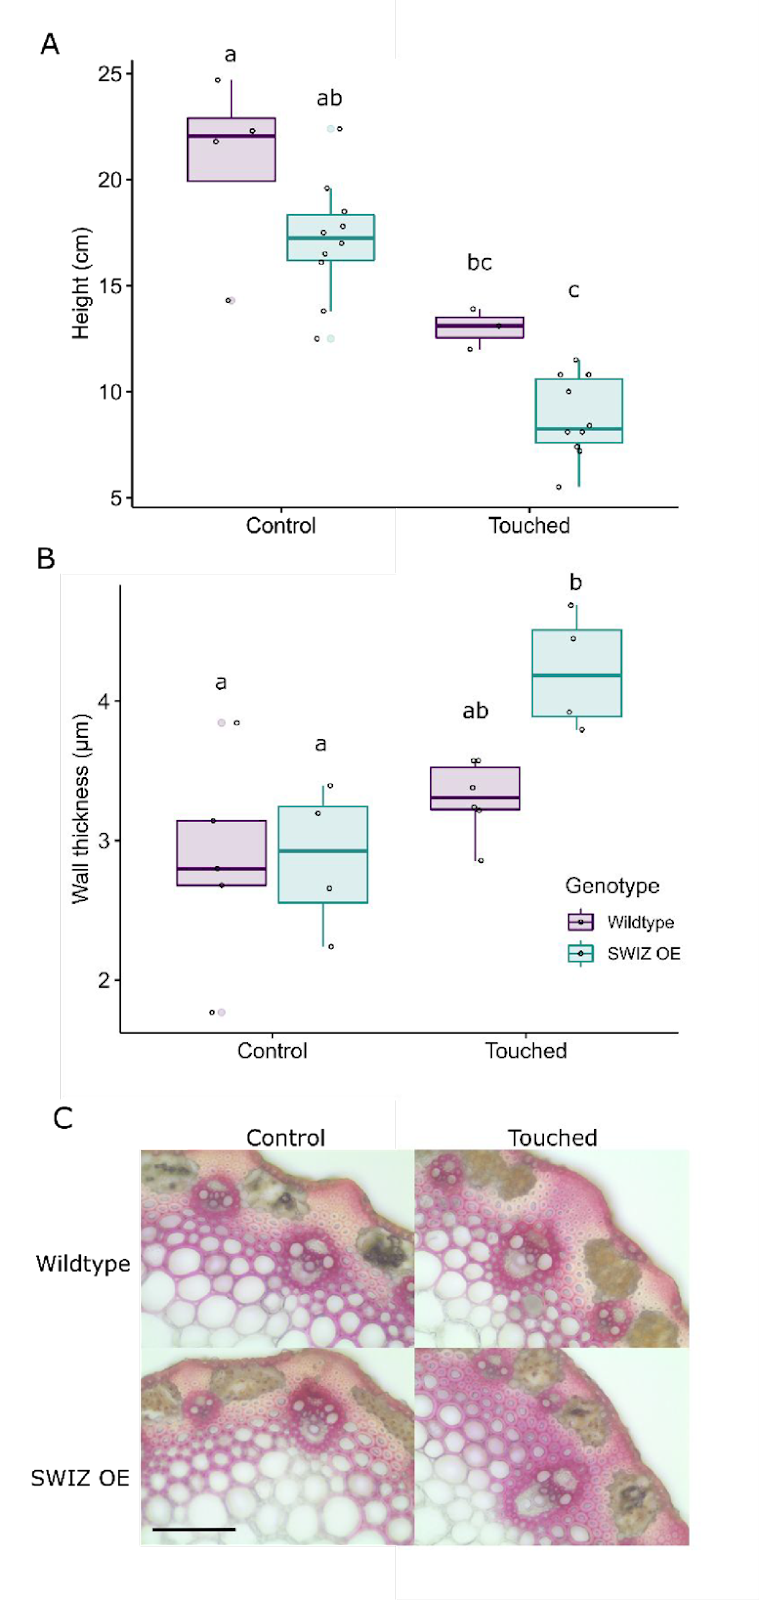 A
a
ab
bc
c
25
20
15
10
5
Height (cm)
Control Touched
B
b
a
a
ab
4
3
2
Wall thickness (µm)
Genotype
Wildtype
SWIZ OE
Control Touched
C
Control Touched
Wildtype
SWIZ OE